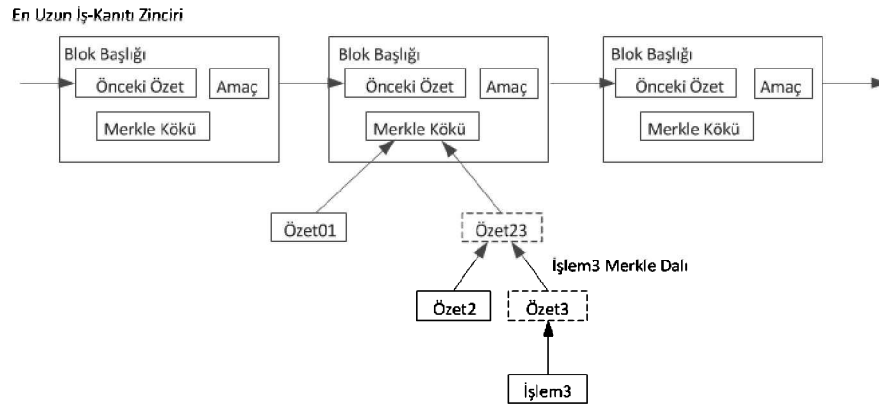 En Uzun İş-Kanıtı Zinciri
Blok Başlığı
Önceki Özet
Amaç
Merkle Kökü
Blok Başlığı
Önceki Özet
Amaç
Merkle Kökü
Blok Başlığı
Önceki Özet
Amaç
Merkle Kökü
Özet01
Özet23
İşlem3 Merkle Dalı
Özet2
Özet3
İşlem3